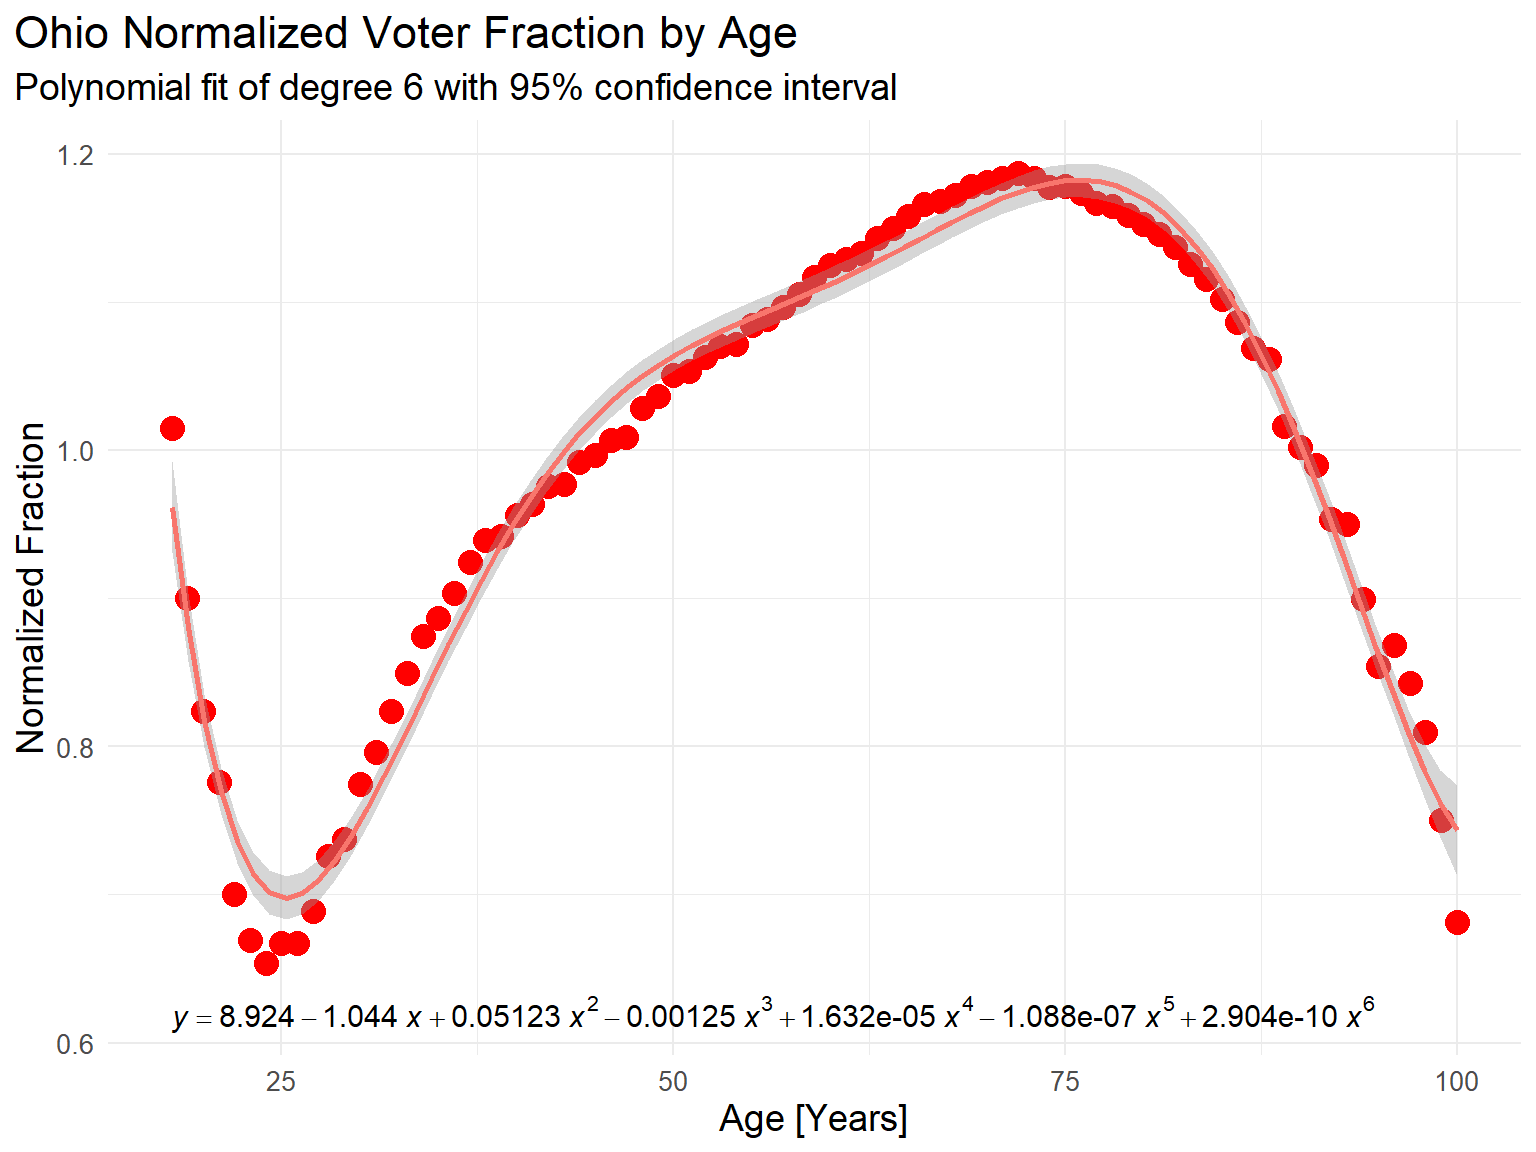 Ohio Normalized Voter Fraction by Age
Polynomial fit of degree 6 with 95% confidence interval
1.2
1.0
0.8
0.6
Normalized Fraction
y = 8.924 − 1.044 x + 0.05123 x² − 0.00125 x³ + 1.632e-05 x⁴ − 1.088e-07 x⁵ + 2.904e-10 x⁶
25 50 75 100
Age [Years]